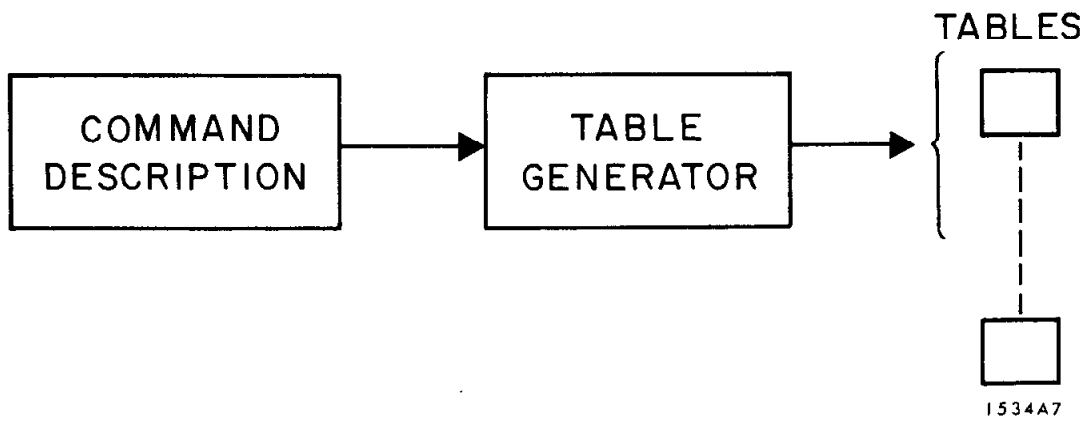 TABLES
COMMAND
DESCRIPTION
TABLE
GENERATOR
1534A7